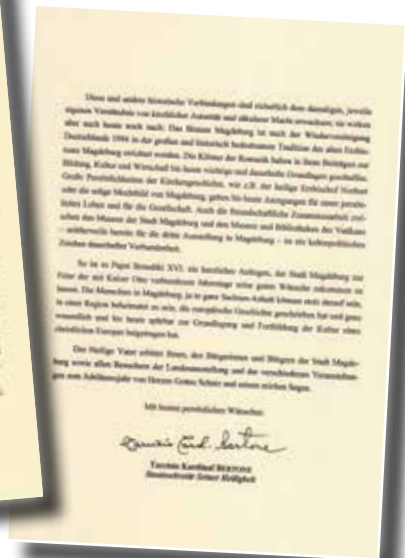 Diese und andere historische Verbindungen sind sicherlich dem damaligen, jeweils
eigenen Verständnis von kirchlicher Autorität und säkularer Macht erwachsen; sie wirken
aber auch heute noch nach: Das Bistum Magdeburg ist nach der Wiedervereinigung
Deutschlands 1994 in der großen und historisch bedeutsamen Tradition des alten Erzbis-
tums Magdeburg errichtet worden. Die Klöster der Romanik haben in ihren Beiträgen zur
Bildung, Kultur und Wirtschaft bis heute wichtige und dauerhafte Grundlagen geschaffen.
Große Persönlichkeiten der Kirchengeschichte, wie z.B. der heilige Erzbischof Norbert
oder die selige Mechthild von Magdeburg, geben bis heute Anregungen für unser persön-
liches Leben und für die Gesellschaft. Auch die freundschaftliche Zusammenarbeit zwi-
schen den Museen der Stadt Magdeburg und den Museen und Bibliotheken des Vatikans
– mittlerweile bereits für die dritte Ausstellung in Magdeburg – ist ein kulturpolitisches
Zeichen dauerhafter Verbundenheit.
So ist es Papst Benedikt XVI. ein herzliches Anliegen, der Stadt Magdeburg zur
Feier der mit Kaiser Otto verbundenen Jahrestage seine guten Wünsche zukommen zu
lassen. Die Menschen in Magdeburg, ja in ganz Sachsen-Anhalt können stolz darauf sein,
in einer Region beheimatet zu sein, die europäische Geschichte geschrieben hat und ganz
wesentlich und bis heute spürbar zur Grundlegung und Fortbildung der Kultur eines
christlichen Europas beigetragen hat.
Der Heilige Vater erbittet Ihnen, den Bürgerinnen und Bürgern der Stadt Magde-
burg sowie allen Besuchern der Landesausstellung und der verschiedenen Veranstaltun-
gen zum Jubiläumsjahr von Herzen Gottes Schutz und seinen reichen Segen.
Mit besten persönlichen Wünschen
Tarcisio Card. Bertone
Tarcisio Kardinal BERTONE
Staatssekretär Seiner Heiligkeit